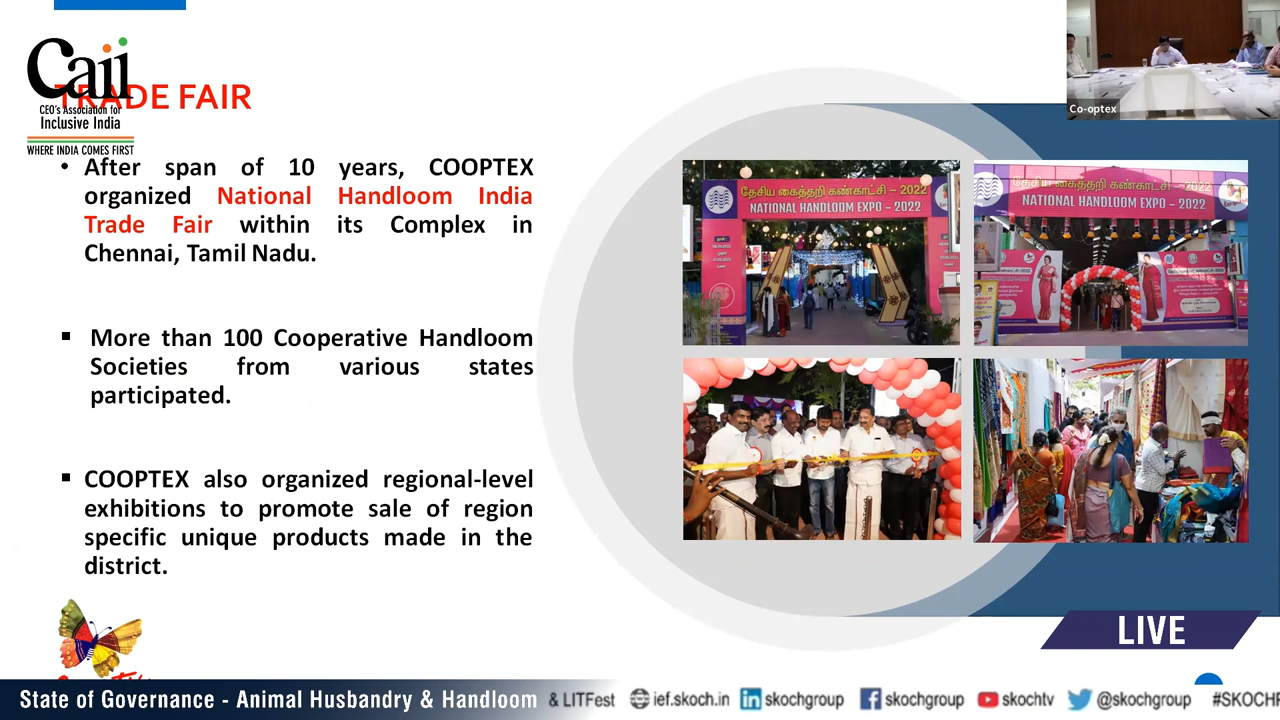 Caii
CEO's Association for
Inclusive India
WHERE INDIA COMES FIRST
TRADE FAIR
• After span of 10 years, COOPTEX
organized National Handloom India
Trade Fair within its Complex in
Chennai, Tamil Nadu.
▪ More than 100 Cooperative Handloom
Societies from various states
participated.
▪ COOPTEX also organized regional-level
exhibitions to promote sale of region
specific unique products made in the
district.
Co-optex
தேசிய கைத்தறி கண்காட்சி – 2022
NATIONAL HANDLOOM EXPO – 2022
தேசிய கைத்தறி கண்காட்சி – 2022
NATIONAL HANDLOOM EXPO – 2022
LIVE
State of Governance - Animal Husbandry & Handloom
& LITFest
ief.skoch.in
skochgroup
skochgroup
skochtv
@skochgroup